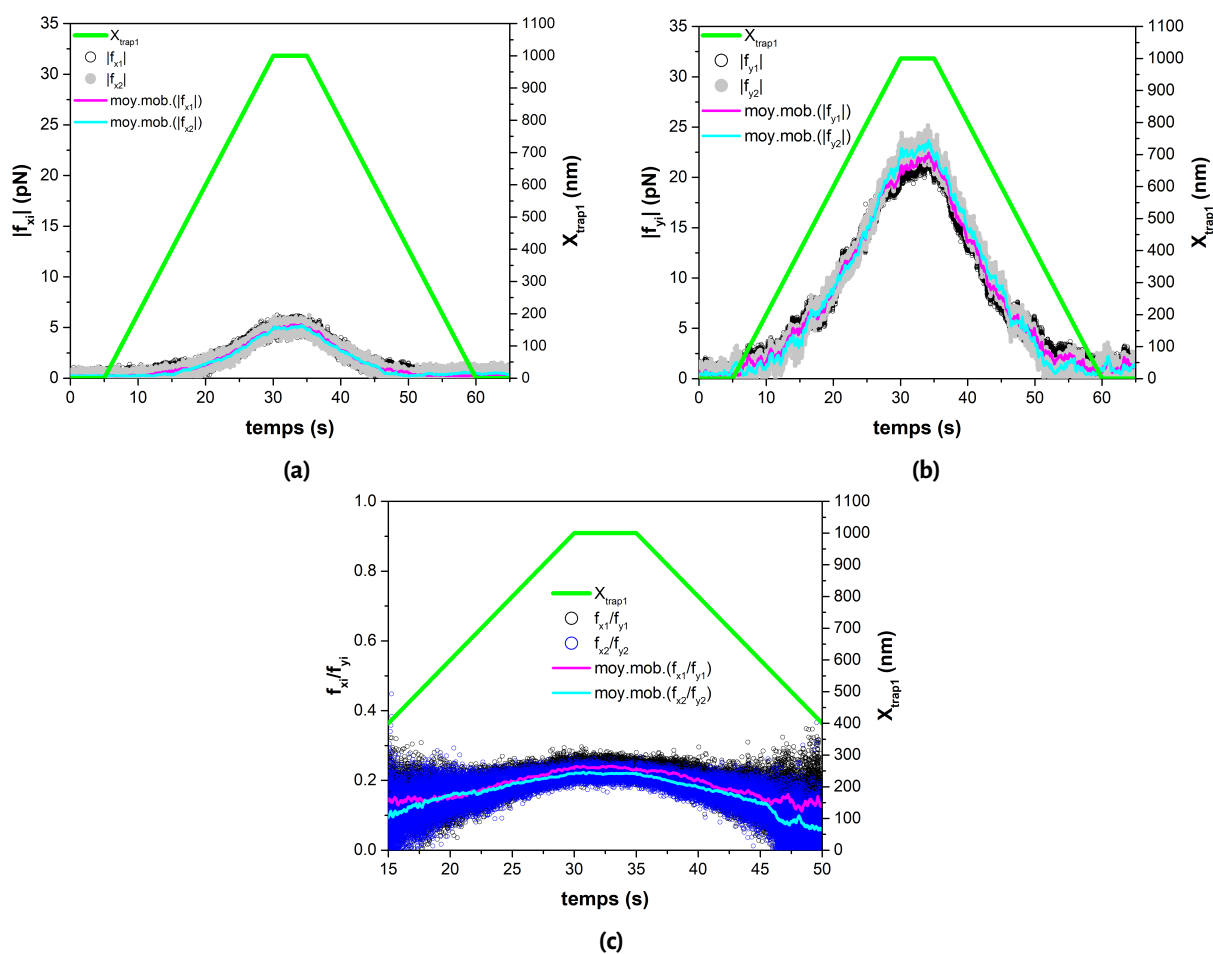 35
30
25
20
15
10
5
0
|f_xi| (pN)
X_trap1
|f_x1|
|f_x2|
moy.mob.(|f_x1|)
moy.mob.(|f_x2|)
1100
1000
900
800
700
600
500
400
300
200
100
0
X_trap1 (nm)
0 10 20 30 40 50 60
temps (s)
(a)
35
30
25
20
15
10
5
0
|f_yi| (pN)
X_trap1
|f_y1|
|f_y2|
moy.mob.(|f_y1|)
moy.mob.(|f_y2|)
1100
1000
900
800
700
600
500
400
300
200
100
0
X_trap1 (nm)
0 10 20 30 40 50 60
temps (s)
(b)
1.0
0.8
0.6
0.4
0.2
0.0
f_xi/f_yi
X_trap1
f_x1/f_y1
f_x2/f_y2
moy.mob.(f_x1/f_y1)
moy.mob.(f_x2/f_y2)
1100
1000
900
800
700
600
500
400
300
200
100
0
X_trap1 (nm)
15 20 25 30 35 40 45 50
temps (s)
(c)